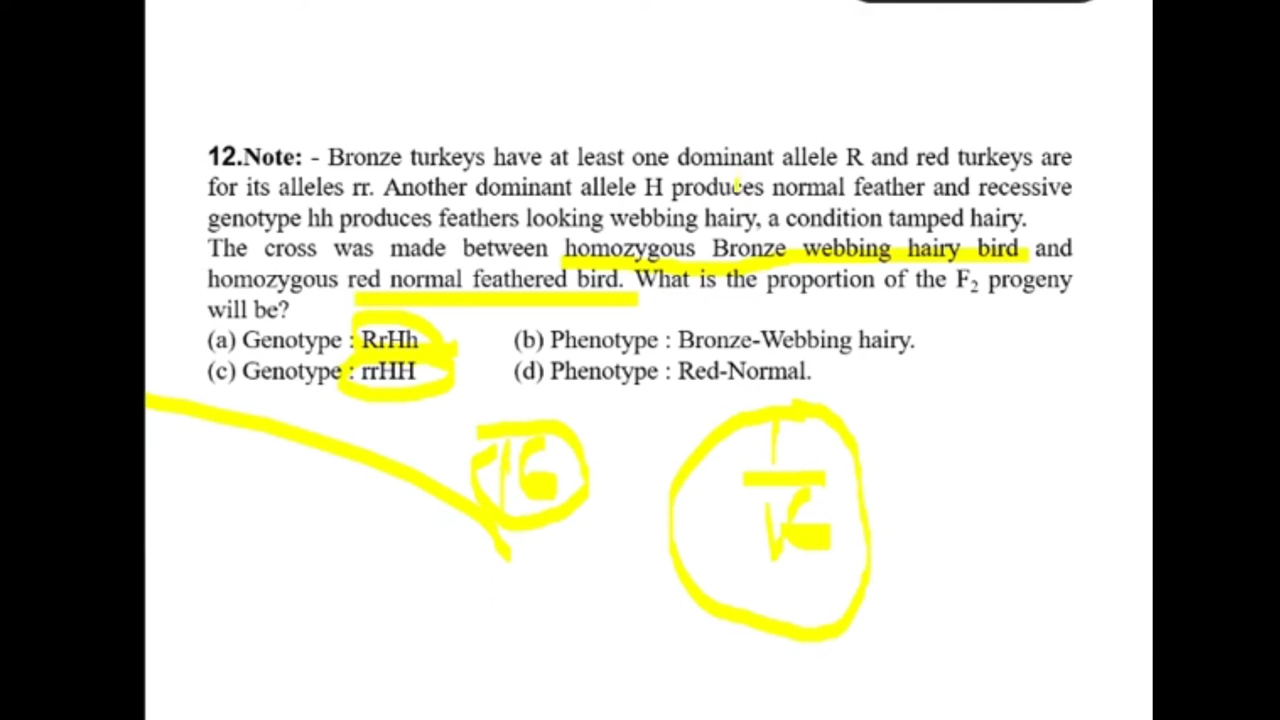 12.Note: - Bronze turkeys have at least one dominant allele R and red turkeys are
for its alleles rr. Another dominant allele H produces normal feather and recessive
genotype hh produces feathers looking webbing hairy, a condition tamped hairy.
The cross was made between homozygous Bronze webbing hairy bird and
homozygous red normal feathered bird. What is the proportion of the F₂ progeny
will be?
(a) Genotype : RrHh (b) Phenotype : Bronze-Webbing hairy.
(c) Genotype : rrHH (d) Phenotype : Red-Normal.
16
1
16